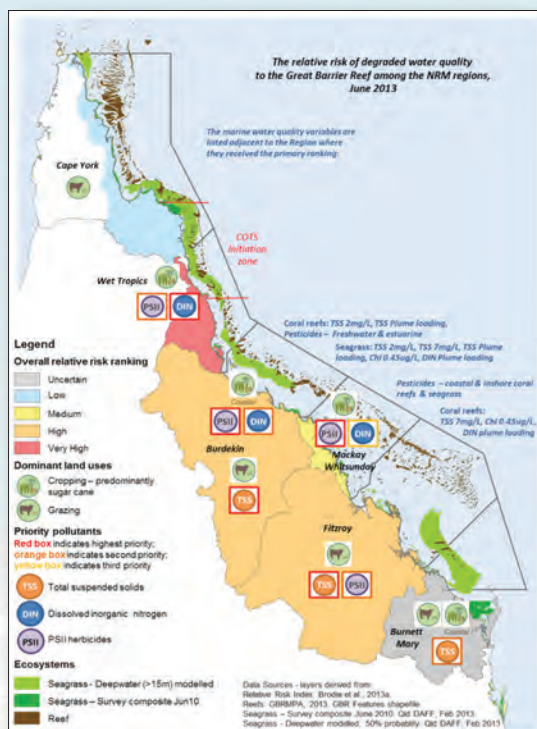 The relative risk of degraded water quality
to the Great Barrier Reef among the NRM regions,
June 2013
The marine water quality variables are
listed adjacent to the Region where
they received the primary ranking.
Cape York
COTS
Initiation
zone
Wet Tropics
PSII
DIN
Coral reefs: TSS 2mg/L, TSS Plume loading,
Pesticides – Freshwater & estuarine
Seagrass: TSS 2mg/L, TSS 7mg/L, TSS Plume
loading, Chl 0.45ug/L, DIN Plume loading
Pesticides – coastal & inshore coral
reefs & seagrass
Coral reefs:
TSS 7mg/L, Chl 0.45ug/L,
DIN plume loading
Coastal
PSII
DIN
Burdekin
TSS
PSII
DIN
Mackay
Whitsunday
Fitzroy
TSS
PSII
Coastal
Burnett
Mary
TSS
Legend
Overall relative risk ranking
Uncertain
Low
Medium
High
Very High
Dominant land uses
Cropping – predominantly
sugar cane
Grazing
Priority pollutants
Red box indicates highest priority;
orange box indicates second priority;
yellow box indicates third priority
TSS Total suspended solids
DIN Dissolved inorganic nitrogen
PSII PSII herbicides
Ecosystems
Seagrass - Deepwater (>15m) modelled
Seagrass – Survey composite Jun10
Reef
Data Sources - layers derived from:
Relative Risk Index: Brodie et al., 2013a.
Reefs: GBRMPA, 2013. GBR Features shapefile
Seagrass – Survey composite June 2010. Qld DAFF, Feb 2013.
Seagrass - Deepwater modelled, 50% probability. Qld DAFF, Feb 2013